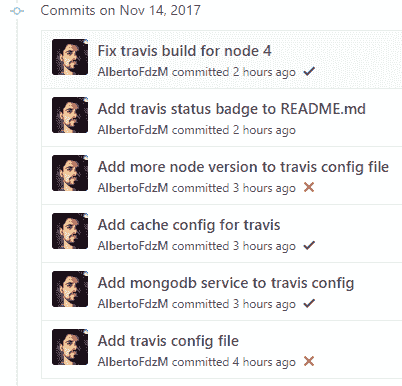 Commits on Nov 14, 2017
Fix travis build for node 4
AlbertoFdzM committed 2 hours ago ✓
Add travis status badge to README.md
AlbertoFdzM committed 2 hours ago
Add more node version to travis config file
AlbertoFdzM committed 3 hours ago ✕
Add cache config for travis
AlbertoFdzM committed 3 hours ago ✓
Add mongodb service to travis config
AlbertoFdzM committed 3 hours ago ✓
Add travis config file
AlbertoFdzM committed 4 hours ago ✕